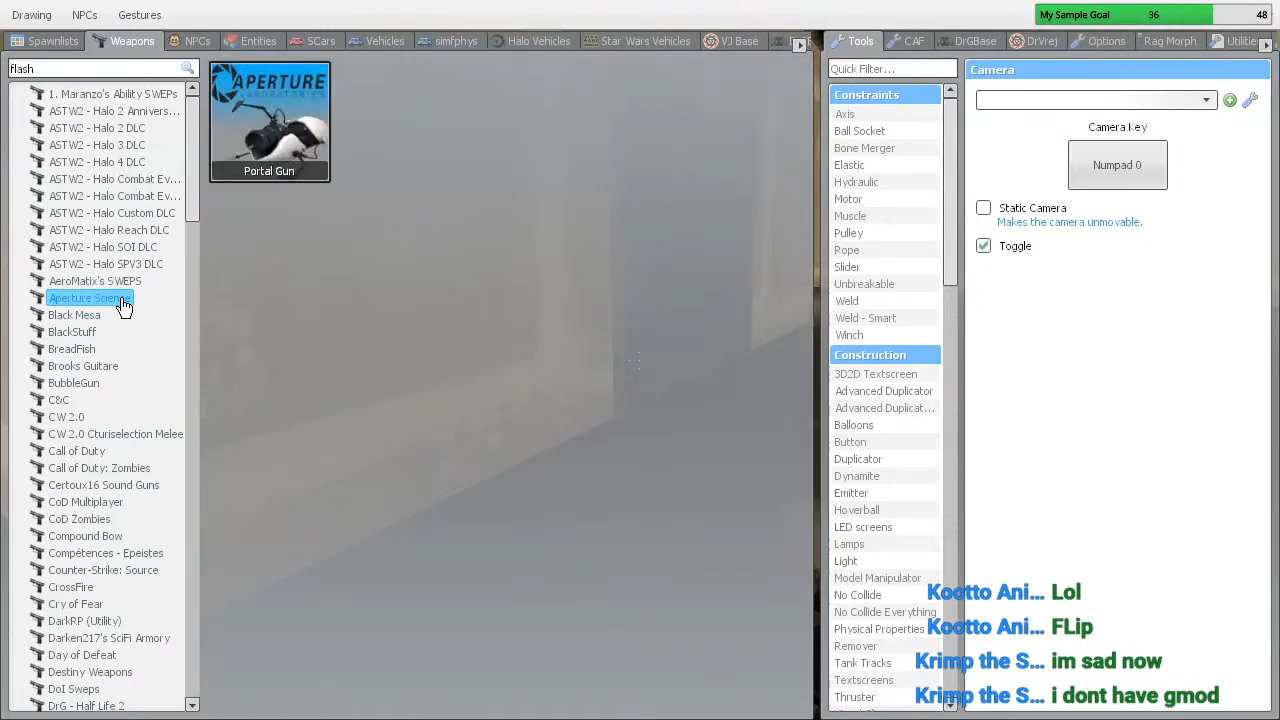 Drawing NPCs Gestures
My Sample Goal 36 48
Spawnlists Weapons NPCs Entities SCars Vehicles simfphys Halo Vehicles Star Wars Vehicles VJ Base
Tools CAF DrGBase DrVrej Options Rag Morph Utilitie
flash
1. Maranzo's Ability SWEPs
ASTW2 - Halo 2 Annivers...
ASTW2 - Halo 2 DLC
ASTW2 - Halo 3 DLC
ASTW2 - Halo 4 DLC
ASTW2 - Halo Combat Ev...
ASTW2 - Halo Combat Ev...
ASTW2 - Halo Custom DLC
ASTW2 - Halo Reach DLC
ASTW2 - Halo SOI DLC
ASTW2 - Halo SPV3 DLC
AeroMatix's SWEPS
Aperture Science
Black Mesa
BlackStuff
BreadFish
Brooks Guitare
BubbleGun
C&C
CW 2.0
CW 2.0 Cturiselection Melee
Call of Duty
Call of Duty: Zombies
Certoux16 Sound Guns
CoD Multiplayer
CoD Zombies
Compound Bow
Compétences - Epeistes
Counter-Strike: Source
CrossFire
Cry of Fear
DarkRP (Utility)
Darken217's SciFi Armory
Day of Defeat
Destiny Weapons
DoI Sweps
DrG - Half Life 2
APERTURE
LABORATORIES
Portal Gun
Quick Filter...
Constraints
Axis
Ball Socket
Bone Merger
Elastic
Hydraulic
Motor
Muscle
Pulley
Rope
Slider
Unbreakable
Weld
Weld - Smart
Winch
Construction
3D2D Textscreen
Advanced Duplicator
Advanced Duplicat...
Balloons
Button
Duplicator
Dynamite
Emitter
Hoverball
LED screens
Lamps
Light
Model Manipulator
No Collide
No Collide Everything
Physical Properties
Remover
Tank Tracks
Textscreens
Thruster
Camera
Camera Key
Numpad 0
Static Camera
Makes the camera unmovable.
Toggle
Kootto Ani... Lol
Kootto Ani... FLip
Krimp the S... im sad now
Krimp the S... i dont have gmod